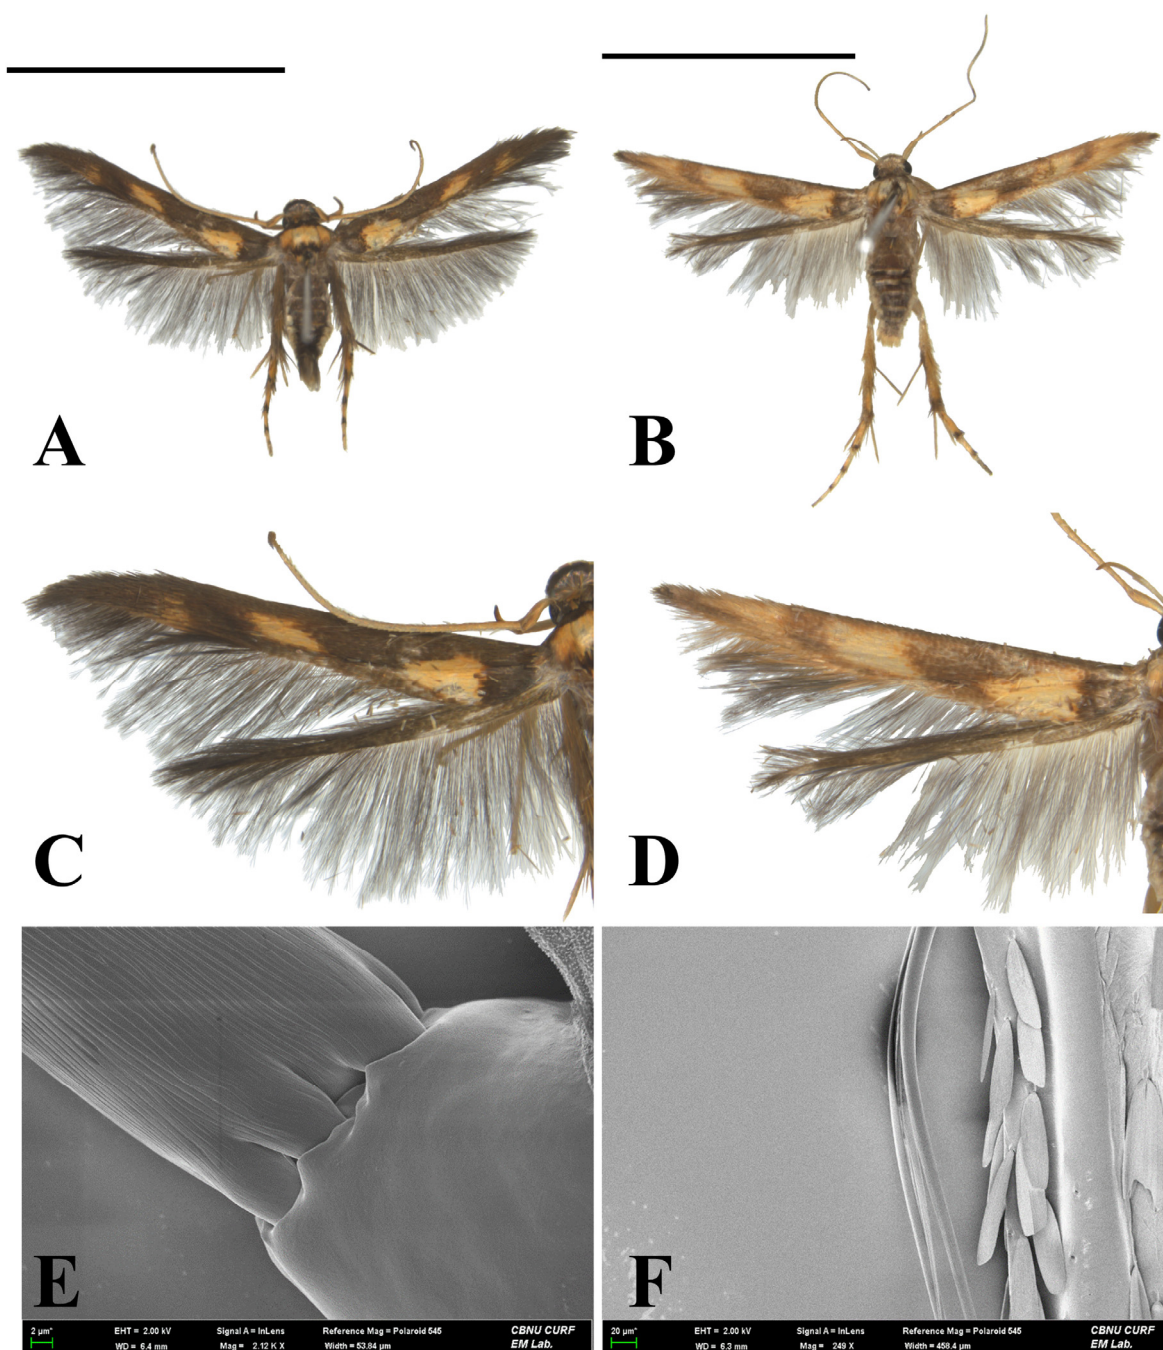 A
B
C
D
E
F
2 µm*
EHT = 2.00 kV
Signal A = InLens
Reference Mag = Polaroid 545
CBNU CURF
WD = 6.4 mm
Mag = 2.12 K X
Width = 53.84 µm
EM Lab.
20 µm*
EHT = 2.00 kV
Signal A = InLens
Reference Mag = Polaroid 545
CBNU CURF
WD = 6.3 mm
Mag = 249 X
Width = 458.4 µm
EM Lab.